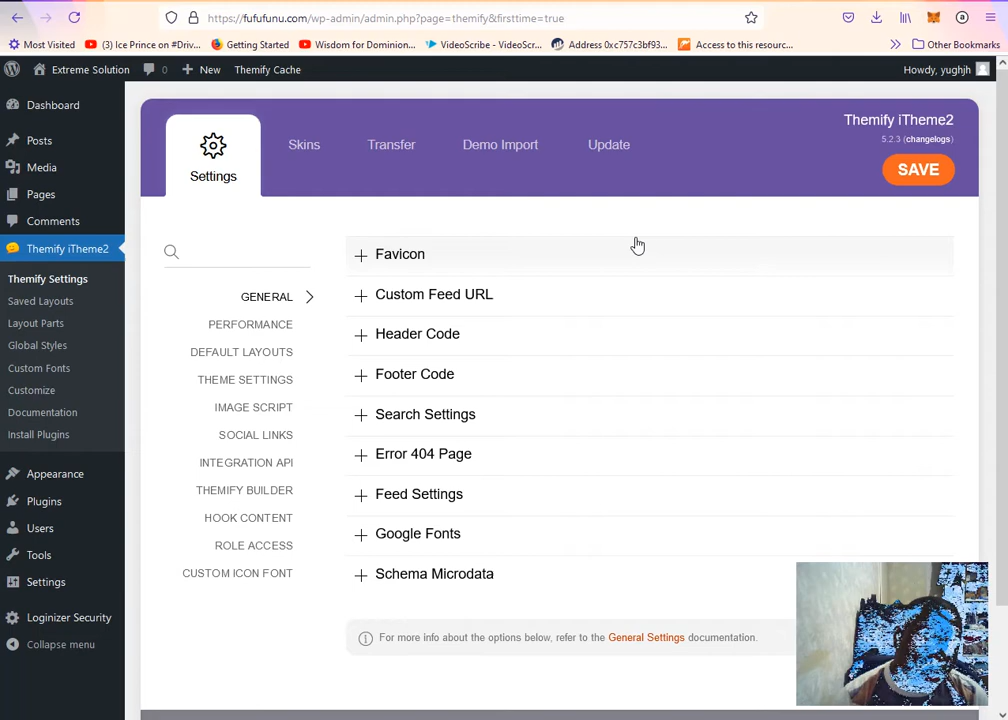 https://fufufunu.com/wp-admin/admin.php?page=themify&firsttime=true
Most Visited
(3) Ice Prince on #Driv...
Getting Started
Wisdom for Dominion...
VideoScribe - VideoScr...
Address 0xc757c3bf93...
Access to this resourc...
Other Bookmarks
Extreme Solution
0
New
Themify Cache
Howdy, yughjh
Dashboard
Posts
Media
Pages
Comments
Themify iTheme2
Themify Settings
Saved Layouts
Layout Parts
Global Styles
Custom Fonts
Customize
Documentation
Install Plugins
Appearance
Plugins
Users
Tools
Settings
Loginizer Security
Collapse menu
Settings
Skins
Transfer
Demo Import
Update
Themify iTheme2
5.2.3 (changelogs)
SAVE
GENERAL
PERFORMANCE
DEFAULT LAYOUTS
THEME SETTINGS
IMAGE SCRIPT
SOCIAL LINKS
INTEGRATION API
THEMIFY BUILDER
HOOK CONTENT
ROLE ACCESS
CUSTOM ICON FONT
Favicon
Custom Feed URL
Header Code
Footer Code
Search Settings
Error 404 Page
Feed Settings
Google Fonts
Schema Microdata
For more info about the options below, refer to the General Settings documentation.